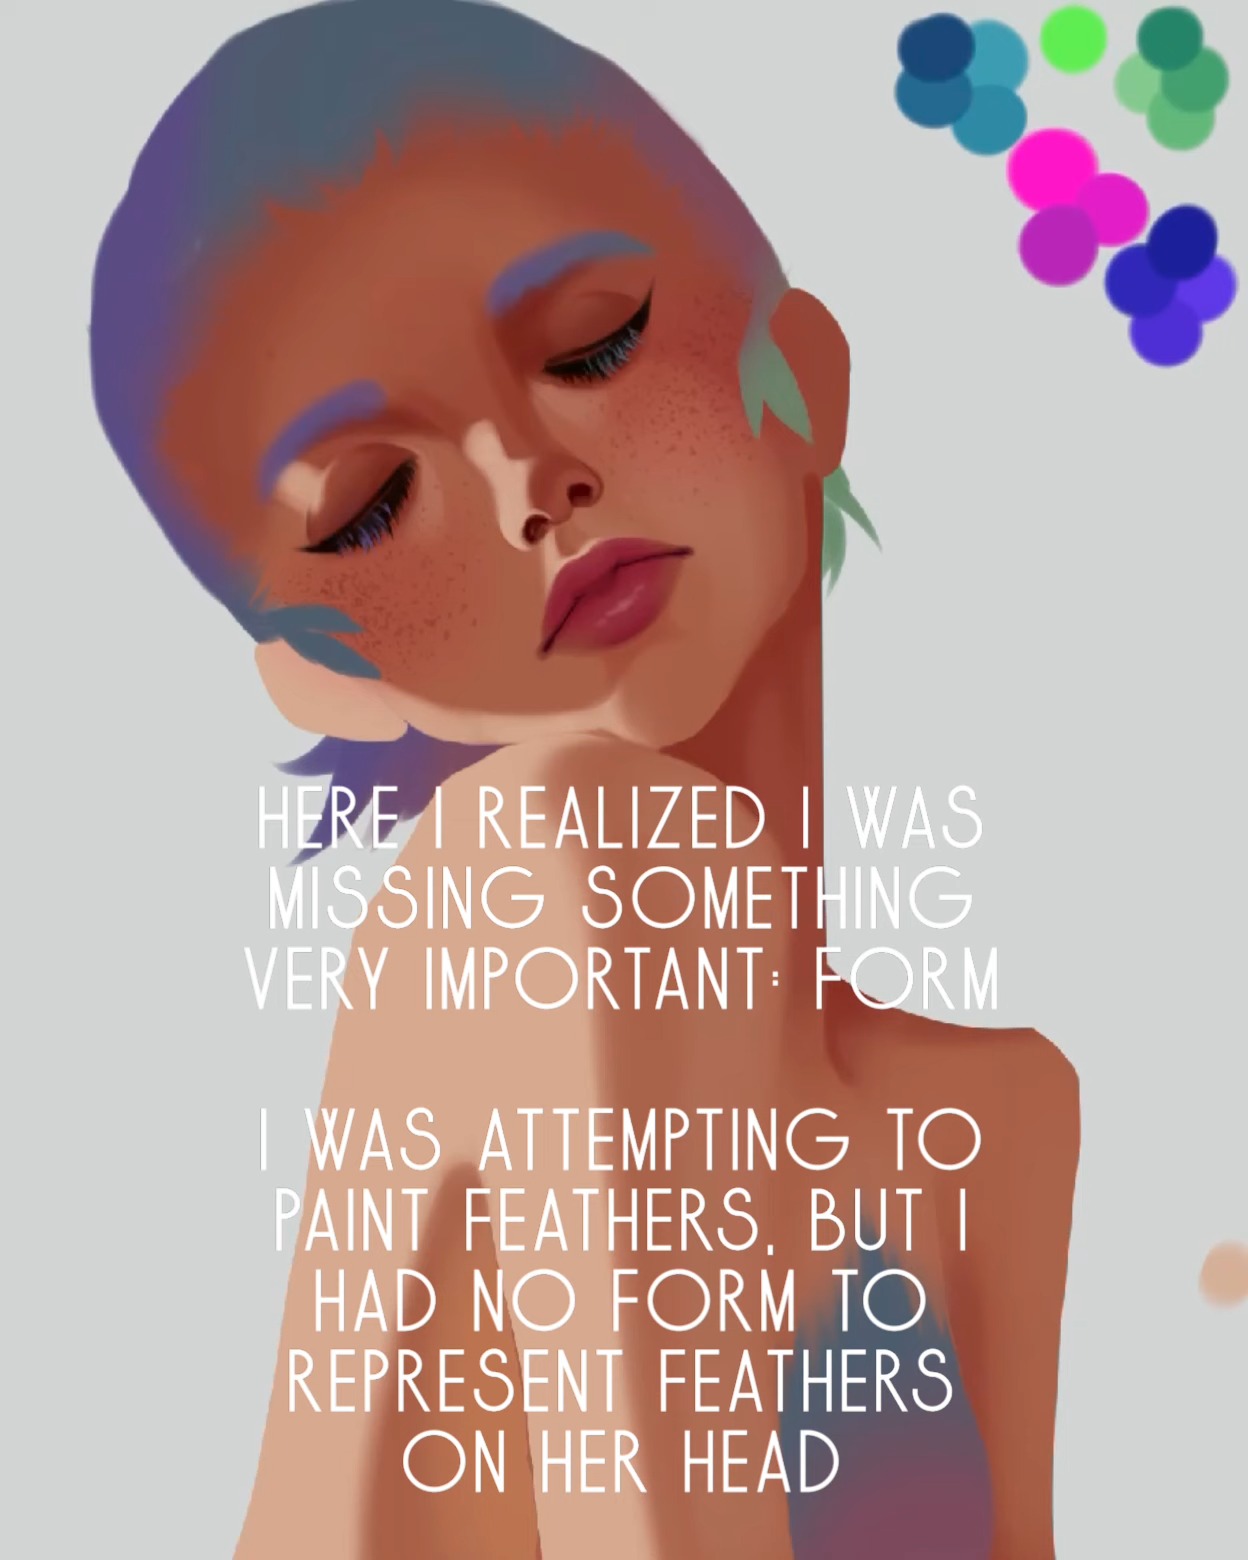 HERE I REALIZED I WAS
MISSING SOMETHING
VERY IMPORTANT: FORM
I WAS ATTEMPTING TO
PAINT FEATHERS, BUT I
HAD NO FORM TO
REPRESENT FEATHERS
ON HER HEAD